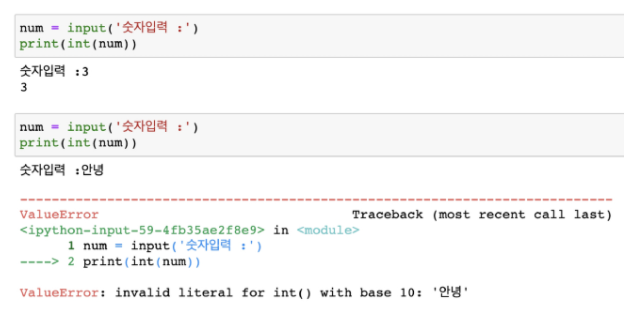 num = input('숫자입력 :')
print(int(num))
숫자입력 :3
3
num = input('숫자입력 :')
print(int(num))
숫자입력 :안녕
---------------------------------------------------------------------------
ValueError                                Traceback (most recent call last)
<ipython-input-59-4fb35ae2f8e9> in <module>
      1 num = input('숫자입력 :')
----> 2 print(int(num))
ValueError: invalid literal for int() with base 10: '안녕'